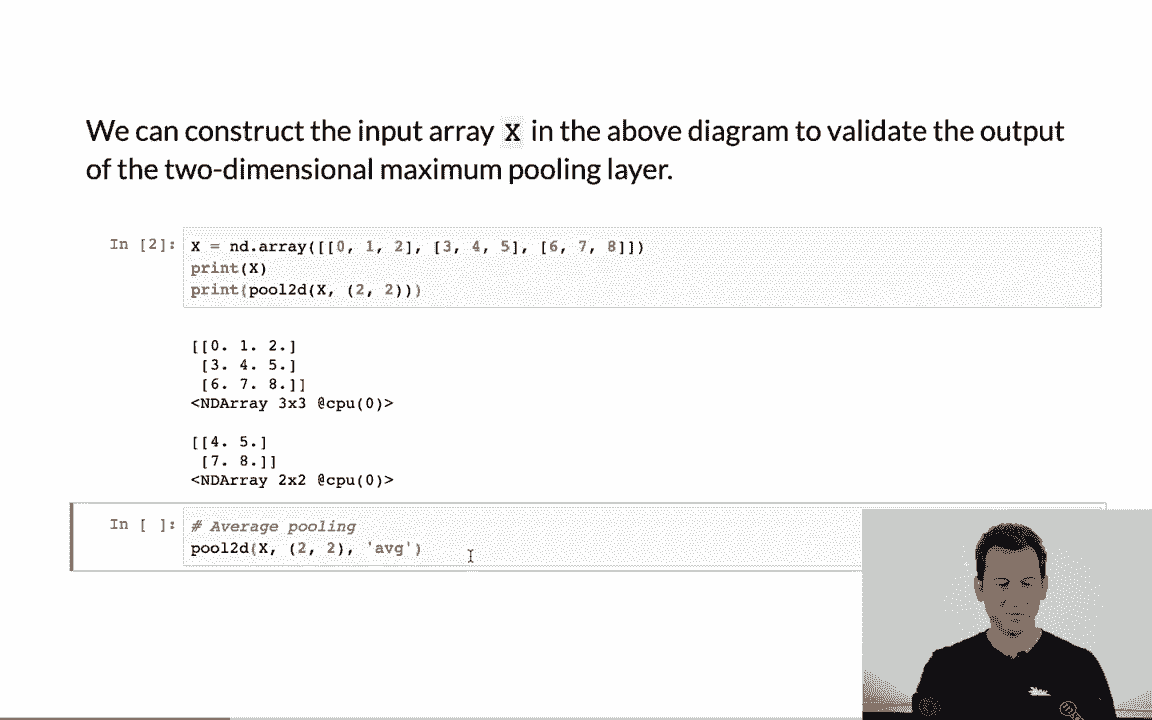 We can construct the input array X in the above diagram to validate the output
of the two-dimensional maximum pooling layer.
In [2]: X = nd.array([[0, 1, 2], [3, 4, 5], [6, 7, 8]])
print(X)
print(pool2d(X, (2, 2)))
[[0. 1. 2.]
[3. 4. 5.]
[6. 7. 8.]]
<NDArray 3x3 @cpu(0)>
[[4. 5.]
[7. 8.]]
<NDArray 2x2 @cpu(0)>
In [ ]: # Average pooling
pool2d(X, (2, 2), 'avg')